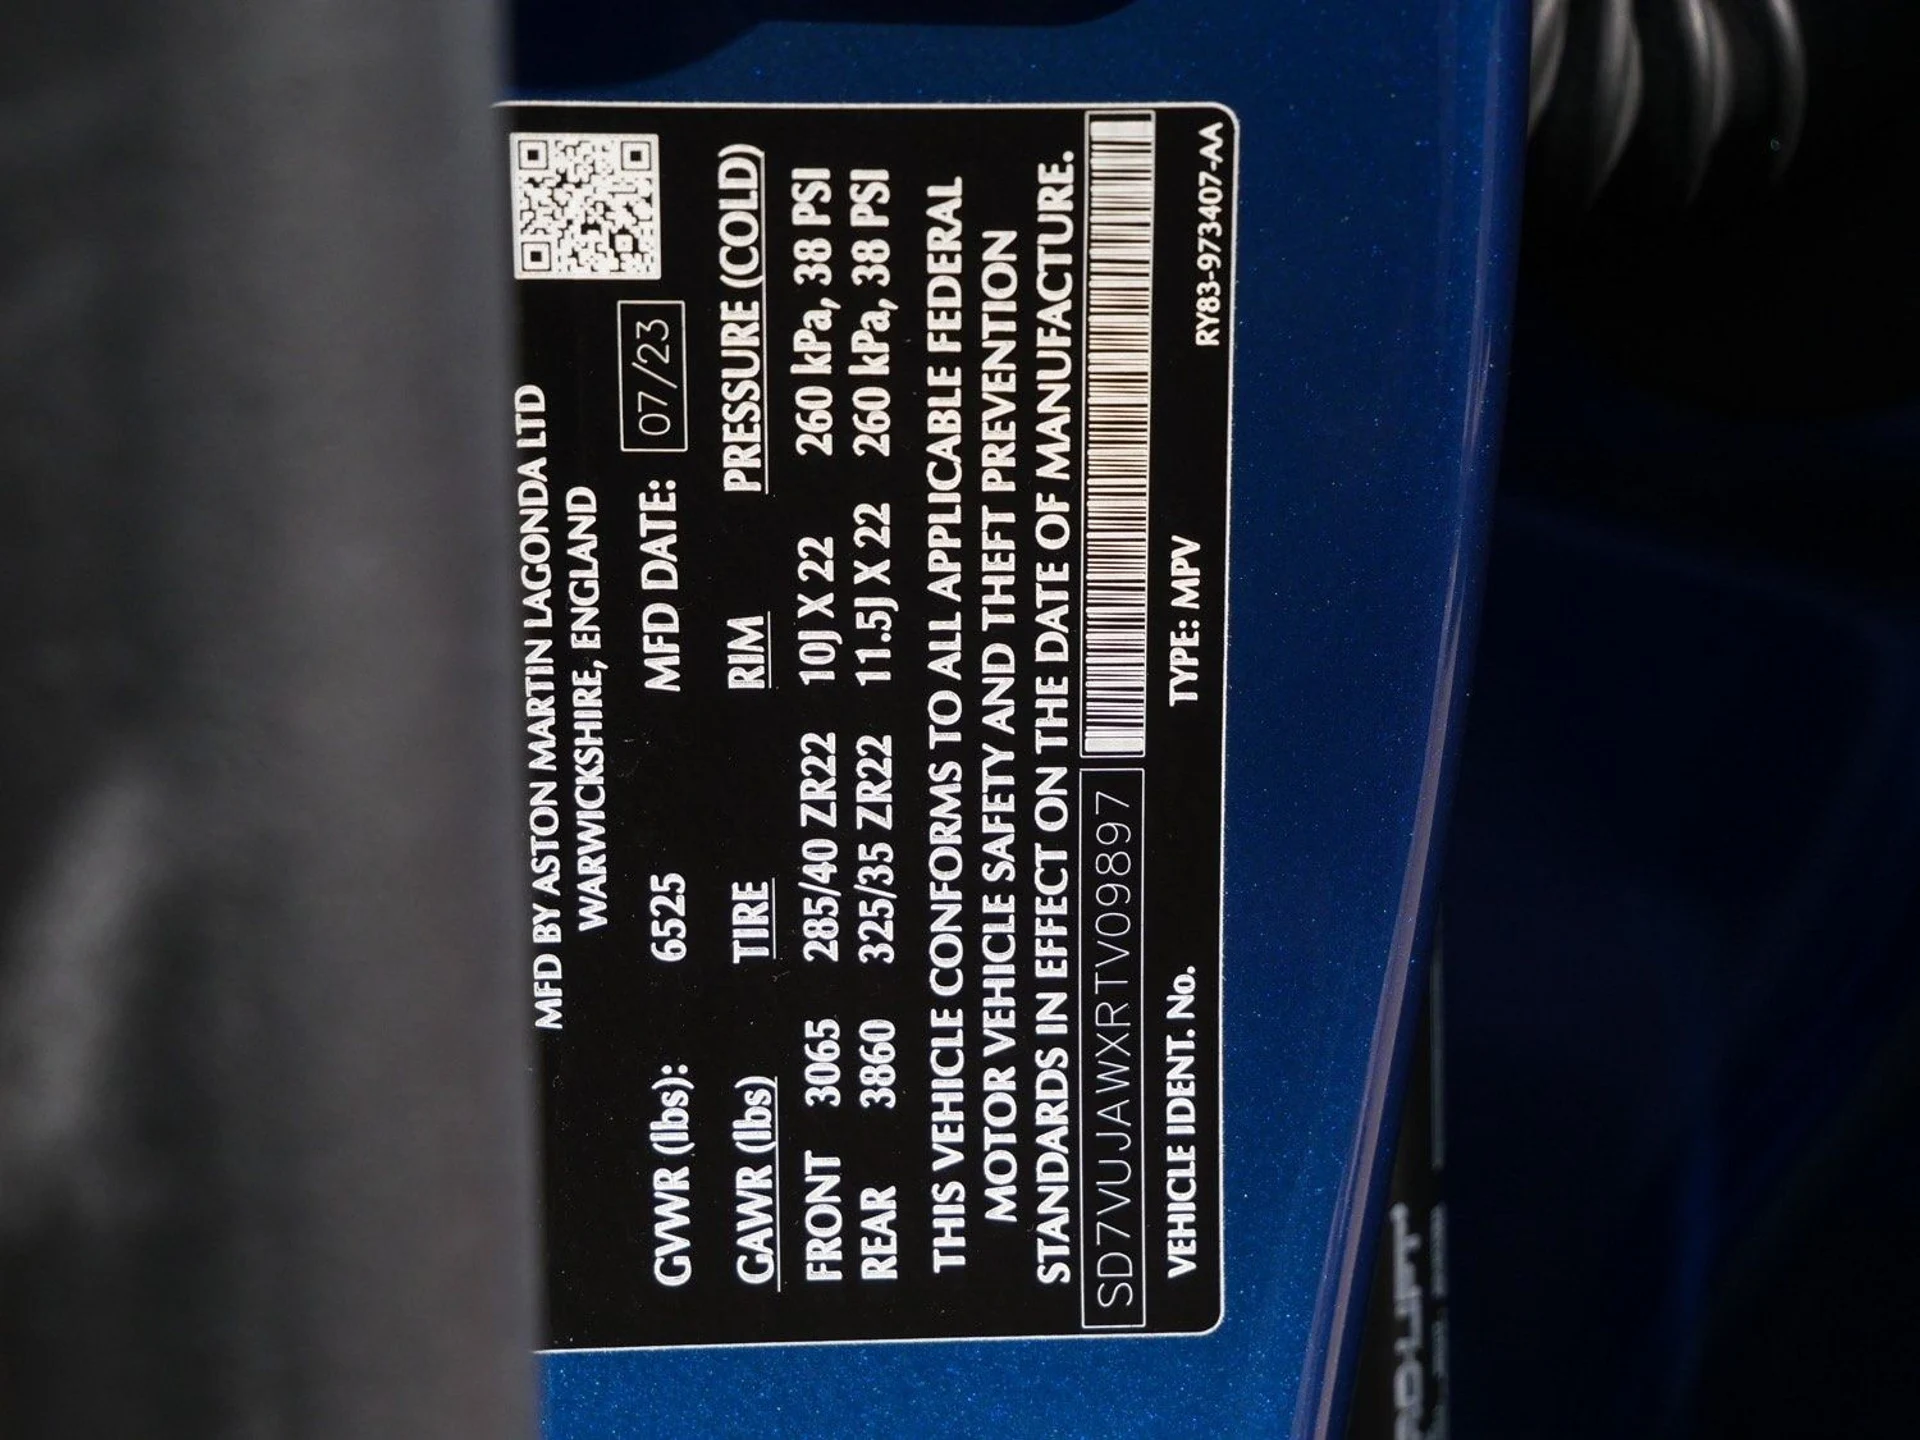 MFD BY ASTON MARTIN LAGONDA LTD
WARWICKSHIRE, ENGLAND
GVWR (lbs): 6525 MFD DATE: 07/23
GAWR (lbs) TIRE RIM PRESSURE (COLD)
FRONT 3065 285/40 ZR22 10J X 22 260 kPa, 38 PSI
REAR 3860 325/35 ZR22 11.5J X 22 260 kPa, 38 PSI
THIS VEHICLE CONFORMS TO ALL APPLICABLE FEDERAL
MOTOR VEHICLE SAFETY AND THEFT PREVENTION
STANDARDS IN EFFECT ON THE DATE OF MANUFACTURE.
SD7VUJAWXRTV09897
VEHICLE IDENT. No. TYPE: MPV
RY83-973407-AA